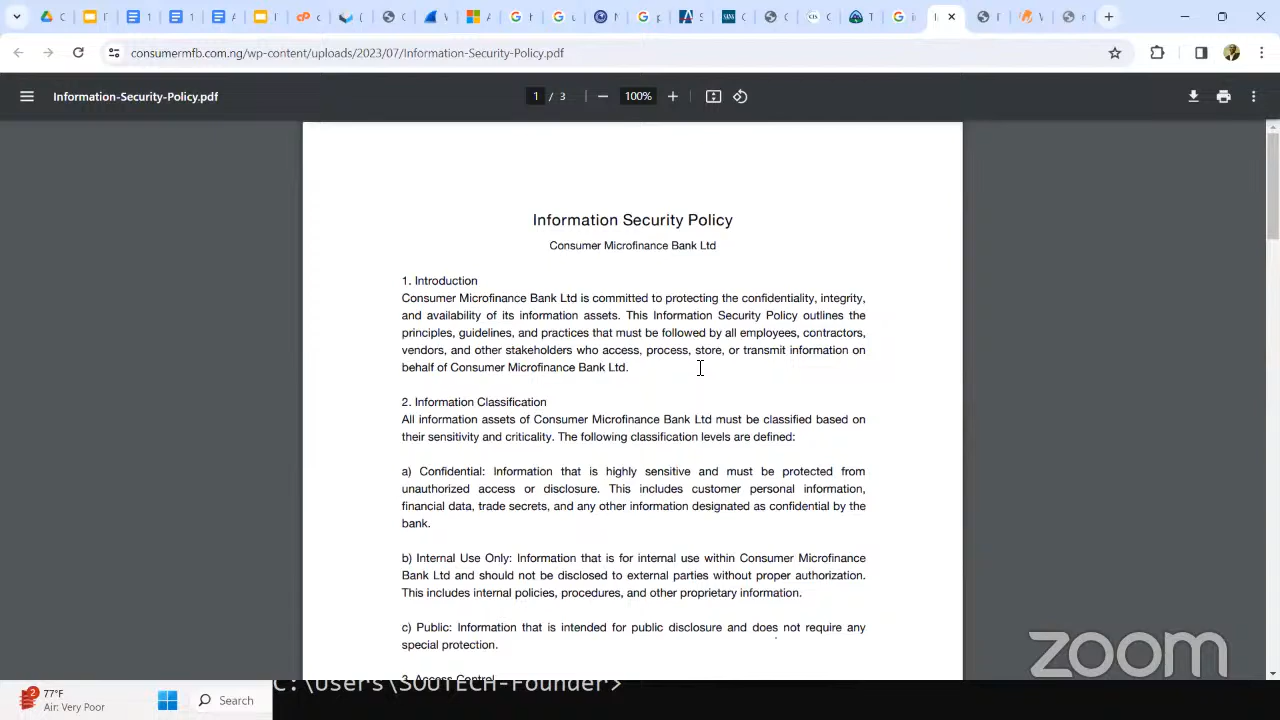 consumermfb.com.ng/wp-content/uploads/2023/07/Information-Security-Policy.pdf
Information-Security-Policy.pdf
1 / 3
100%
Information Security Policy
Consumer Microfinance Bank Ltd
1. Introduction
Consumer Microfinance Bank Ltd is committed to protecting the confidentiality, integrity,
and availability of its information assets. This Information Security Policy outlines the
principles, guidelines, and practices that must be followed by all employees, contractors,
vendors, and other stakeholders who access, process, store, or transmit information on
behalf of Consumer Microfinance Bank Ltd.
2. Information Classification
All information assets of Consumer Microfinance Bank Ltd must be classified based on
their sensitivity and criticality. The following classification levels are defined:
a) Confidential: Information that is highly sensitive and must be protected from
unauthorized access or disclosure. This includes customer personal information,
financial data, trade secrets, and any other information designated as confidential by the
bank.
b) Internal Use Only: Information that is for internal use within Consumer Microfinance
Bank Ltd and should not be disclosed to external parties without proper authorization.
This includes internal policies, procedures, and other proprietary information.
c) Public: Information that is intended for public disclosure and does not require any
special protection.
3. Access Control
zoom
C:\Users\SOUTECH-Founder>
2
77°F
Air: Very Poor
Search